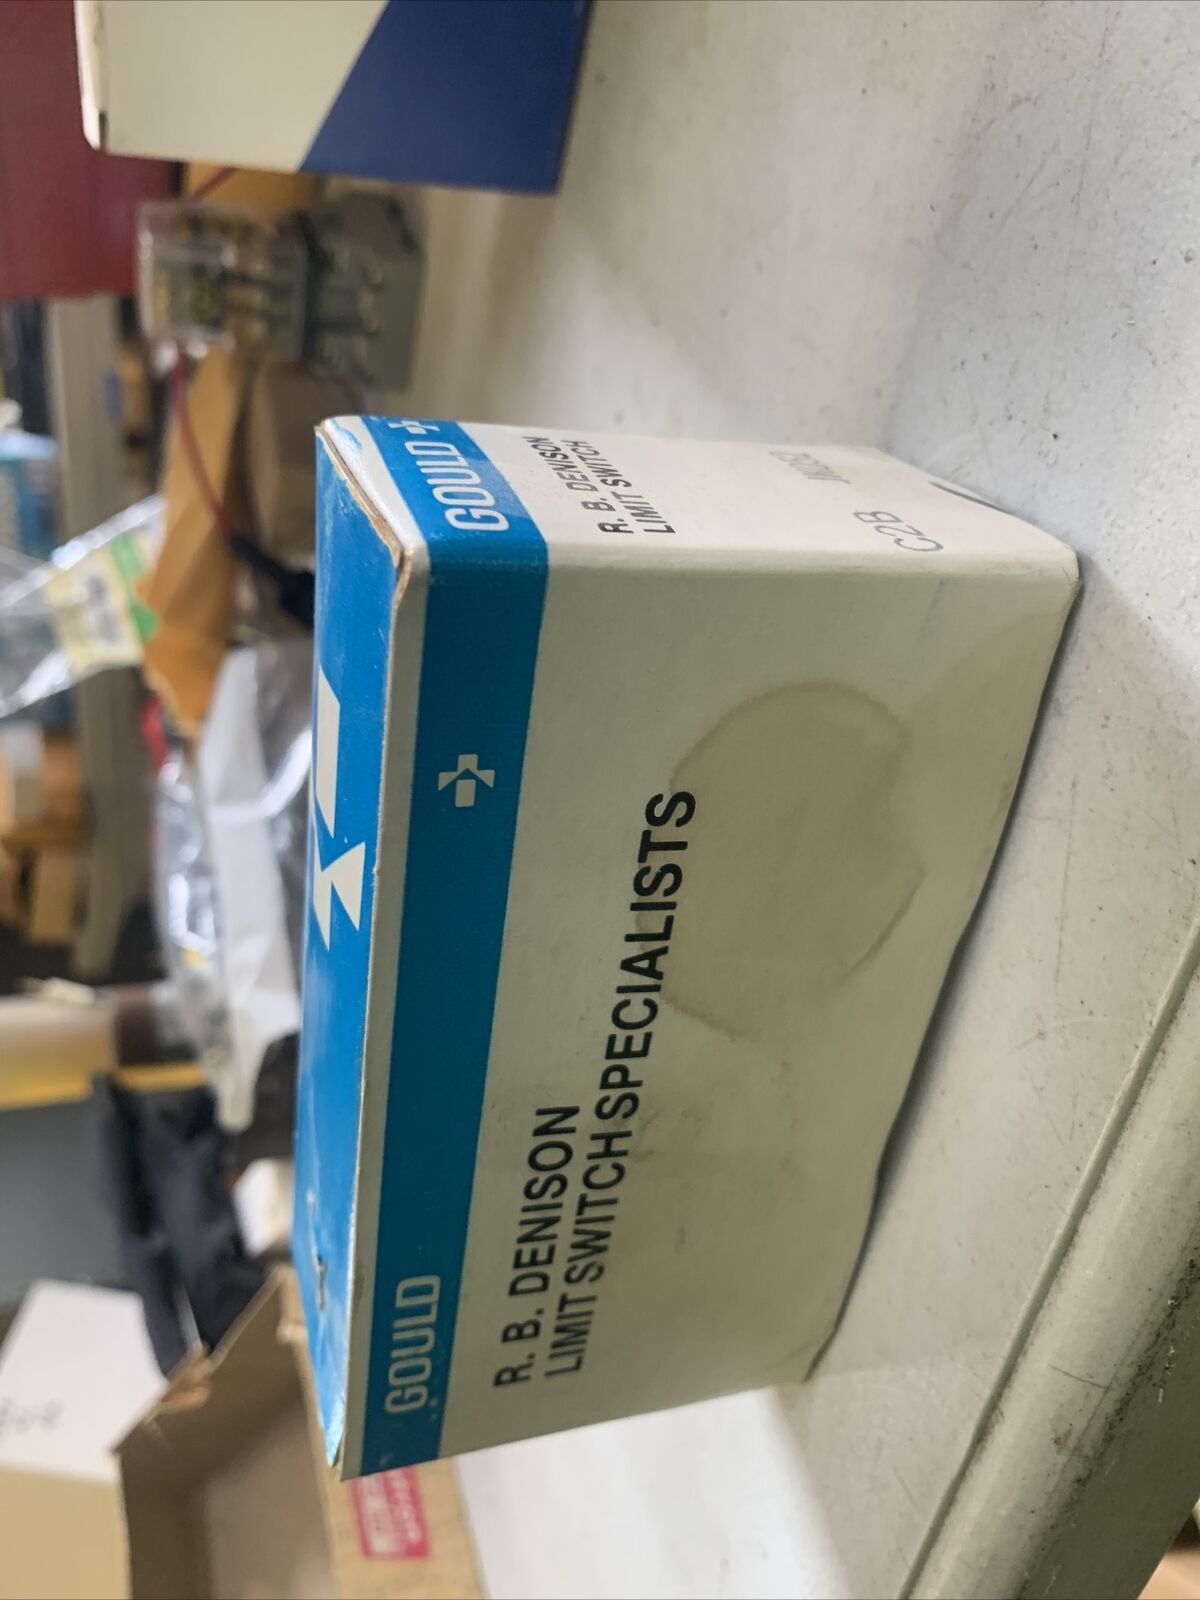 GOULD
R. B. DENISON
LIMIT SWITCH SPECIALISTS
GOULD
R. B. DENISON
LIMIT SWITCH
C2B